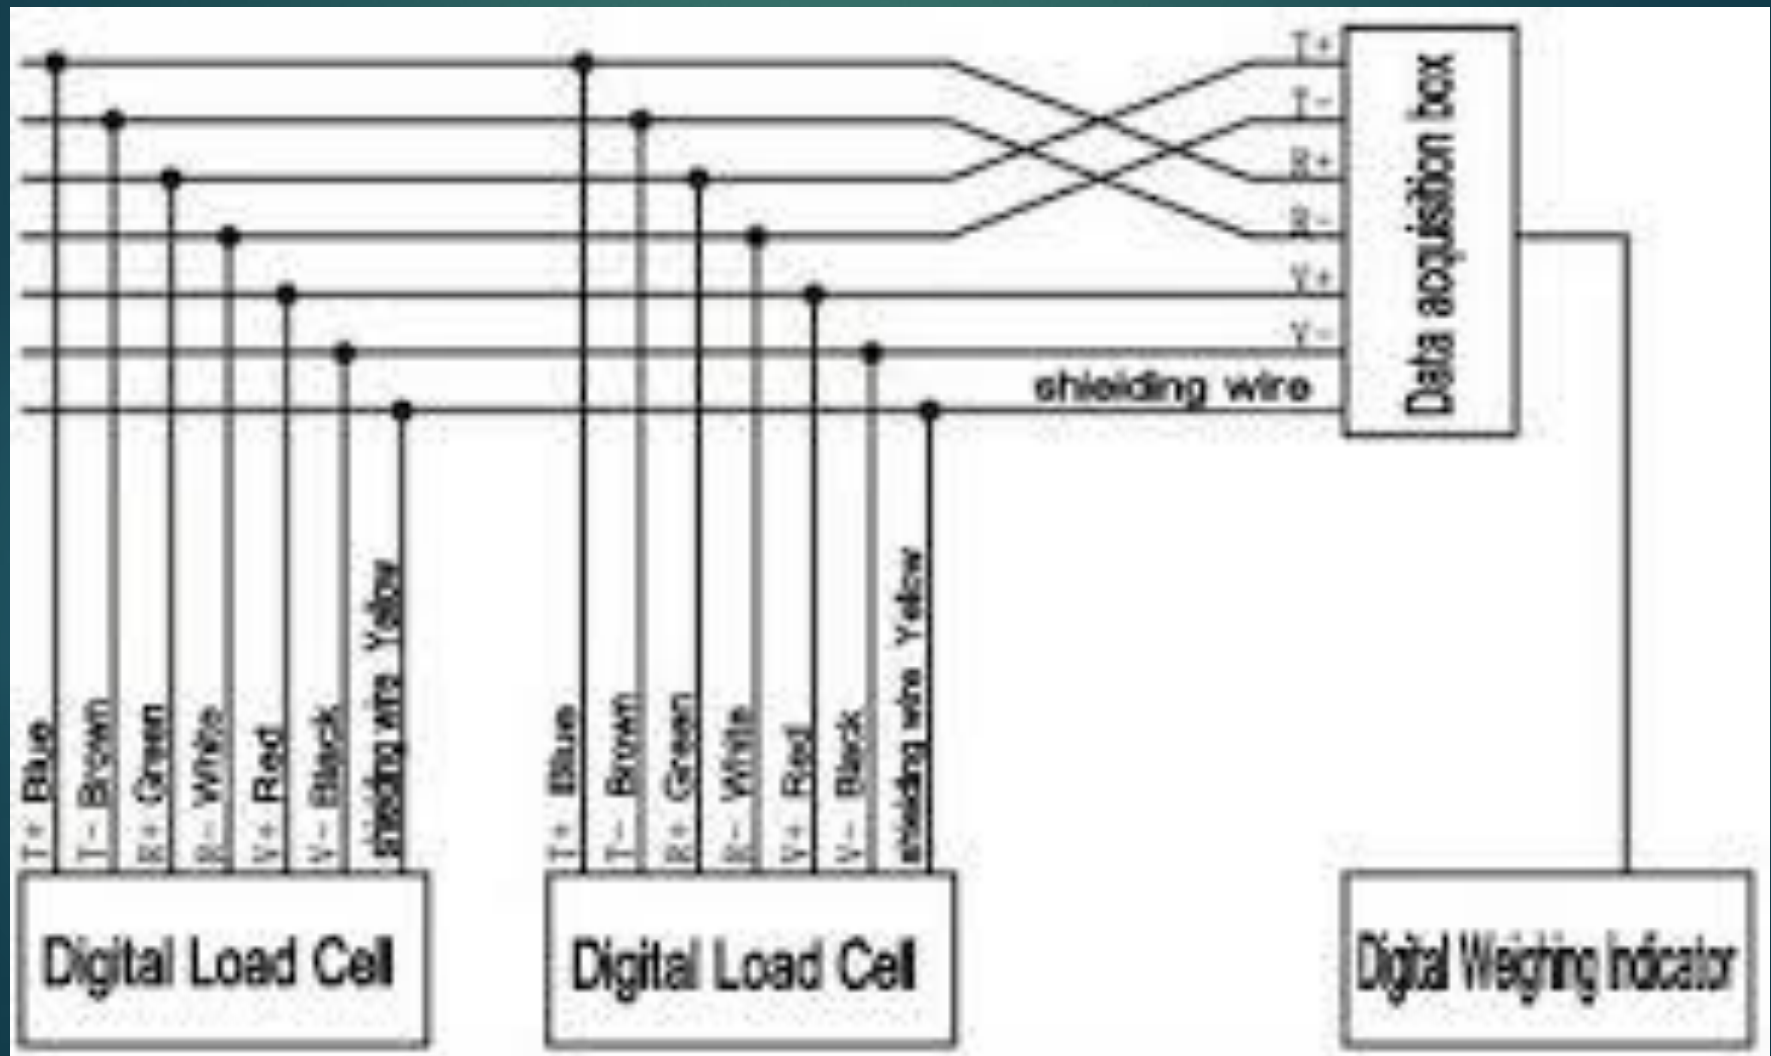 T+
T-
R+
R-
V+
V-
shielding wire
Data acquisition box
T+ Blue
T- Brown
R+ Green
R- White
V+ Red
V- Black
shielding wire Yellow
T+ Blue
T- Brown
R+ Green
R- White
V+ Red
V- Black
shielding wire Yellow
Digital Load Cell
Digital Load Cell
Digital Weighing Indicator